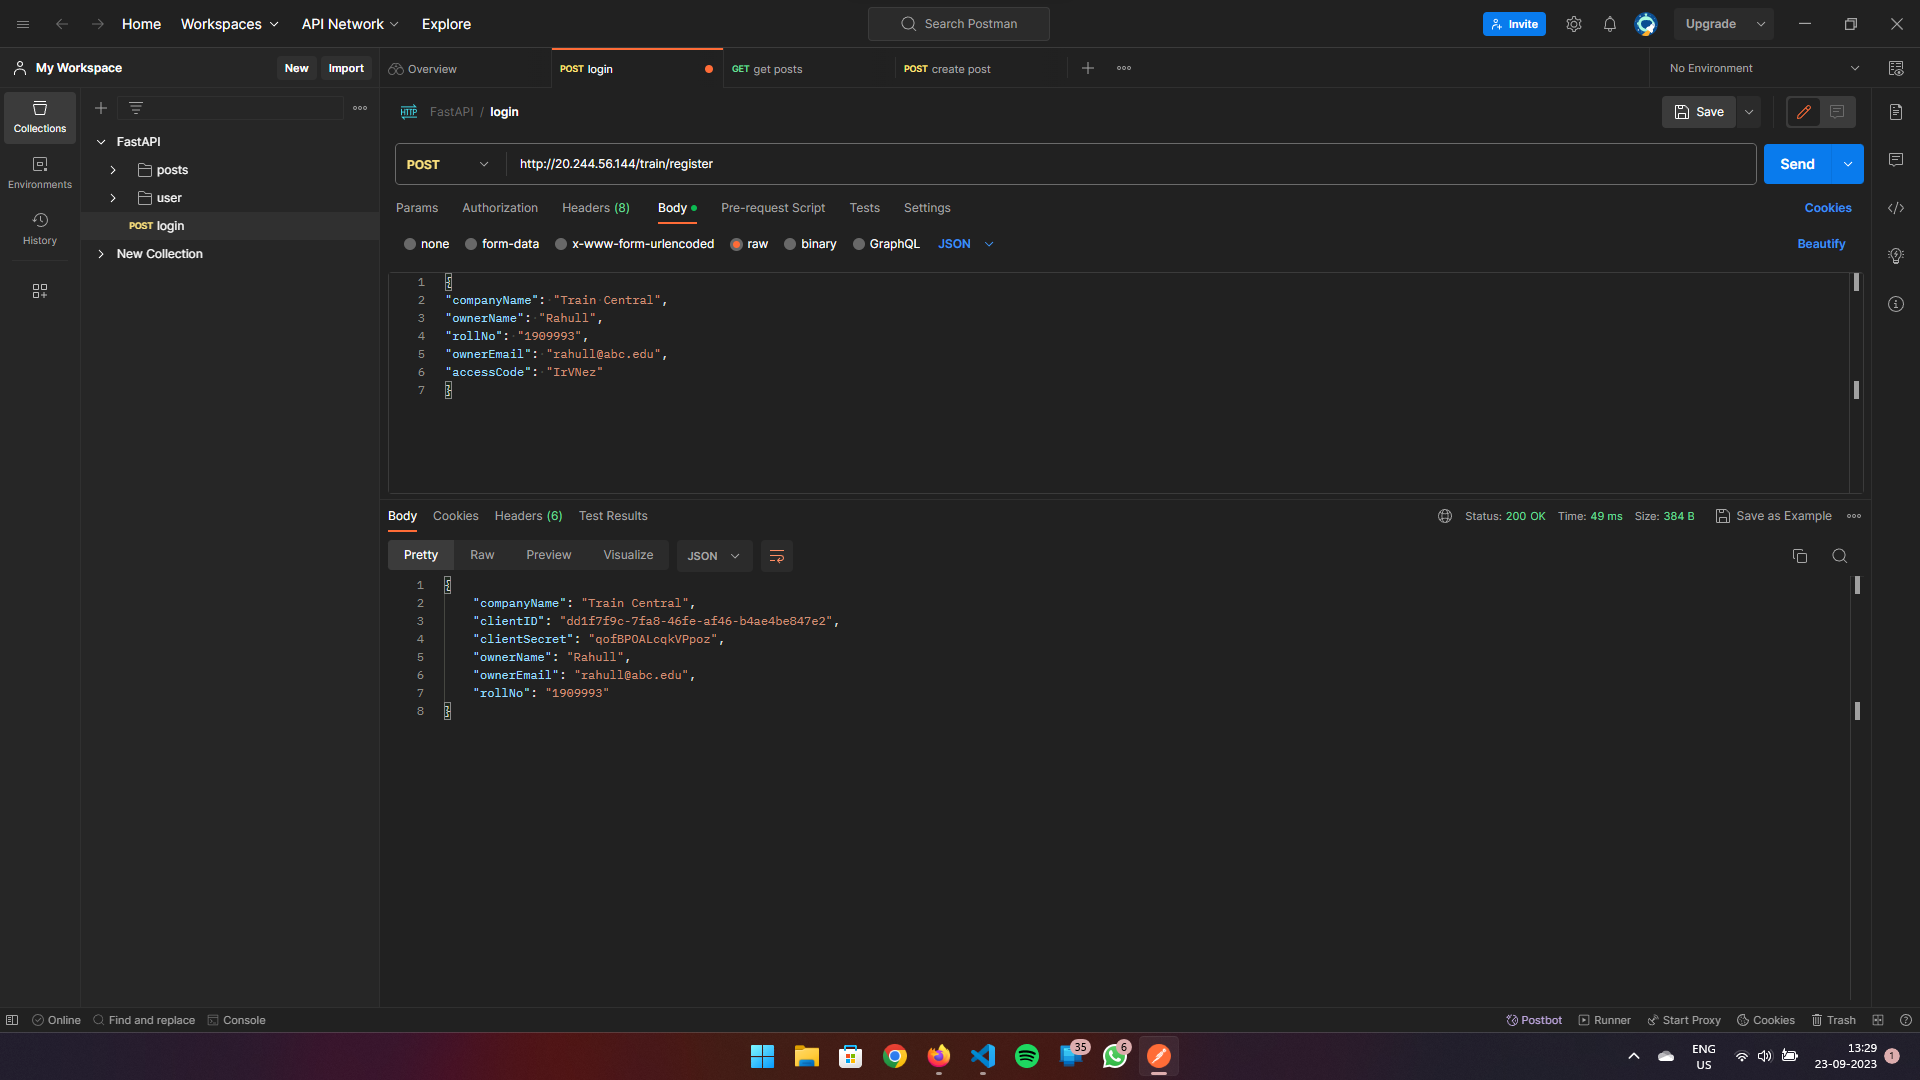 Home Workspaces API Network Explore Search Postman Invite Upgrade
My Workspace New Import Overview POST login GET get posts POST create post No Environment
Collections
Environments
History
FastAPI
posts
user
POST login
New Collection
HTTP FastAPI / login Save
POST http://20.244.56.144/train/register Send
Params Authorization Headers (8) Body Pre-request Script Tests Settings Cookies
none form-data x-www-form-urlencoded raw binary GraphQL JSON Beautify
1 {
2 "companyName": "Train Central",
3 "ownerName": "Rahull",
4 "rollNo": "1909993",
5 "ownerEmail": "rahull@abc.edu",
6 "accessCode": "IrVNez"
7 }
Body Cookies Headers (6) Test Results Status: 200 OK Time: 49 ms Size: 384 B Save as Example
Pretty Raw Preview Visualize JSON
1 {
2 "companyName": "Train Central",
3 "clientID": "dd1f7f9c-7fa8-46fe-af46-b4ae4be847e2",
4 "clientSecret": "qofBPOALcqkVPpoz",
5 "ownerName": "Rahull",
6 "ownerEmail": "rahull@abc.edu",
7 "rollNo": "1909993"
8 }
Online Find and replace Console Postbot Runner Start Proxy Cookies Trash
35 6
ENG
US
13:29
23-09-2023
1